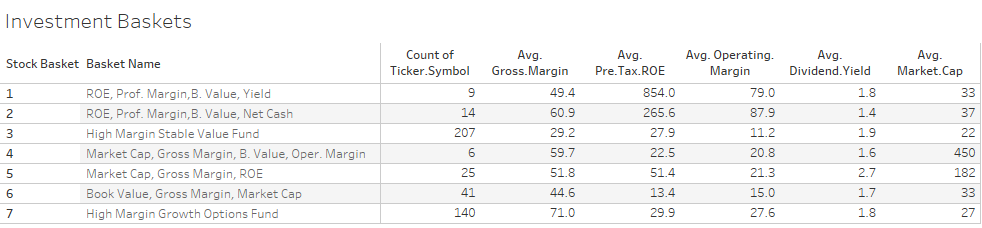 Investment Baskets
Count of Avg. Avg. Avg. Operating. Avg. Avg.
Stock Basket Basket Name Ticker.Symbol Gross.Margin Pre.Tax.ROE Margin Dividend.Yield Market.Cap
1 ROE, Prof. Margin,B. Value, Yield 9 49.4 854.0 79.0 1.8 33
2 ROE, Prof. Margin,B. Value, Net Cash 14 60.9 265.6 87.9 1.4 37
3 High Margin Stable Value Fund 207 29.2 27.9 11.2 1.9 22
4 Market Cap, Gross Margin, B. Value, Oper. Margin 6 59.7 22.5 20.8 1.6 450
5 Market Cap, Gross Margin, ROE 25 51.8 51.4 21.3 2.7 182
6 Book Value, Gross Margin, Market Cap 41 44.6 13.4 15.0 1.7 33
7 High Margin Growth Options Fund 140 71.0 29.9 27.6 1.8 27